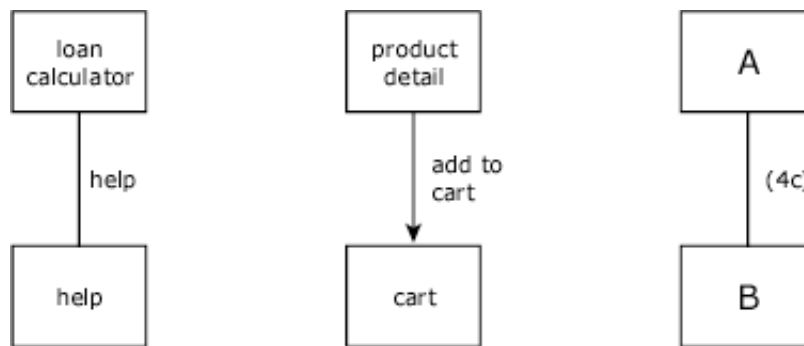 loan
calculator
help
help
product
detail
add to
cart
cart
A
(4c)
B